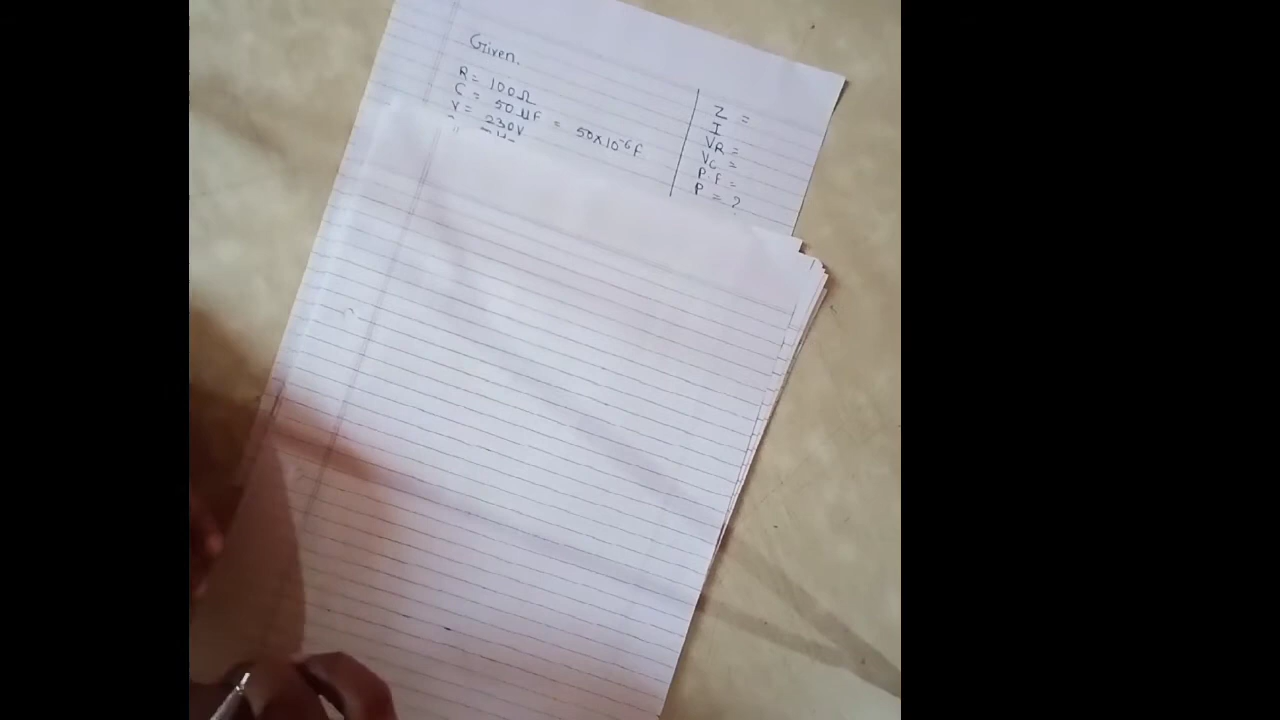 Given.
R = 100Ω
C = 50 μF = 50x10-6F
V = 230V
Z =
I
VR =
VC =
P.F =
P = ?